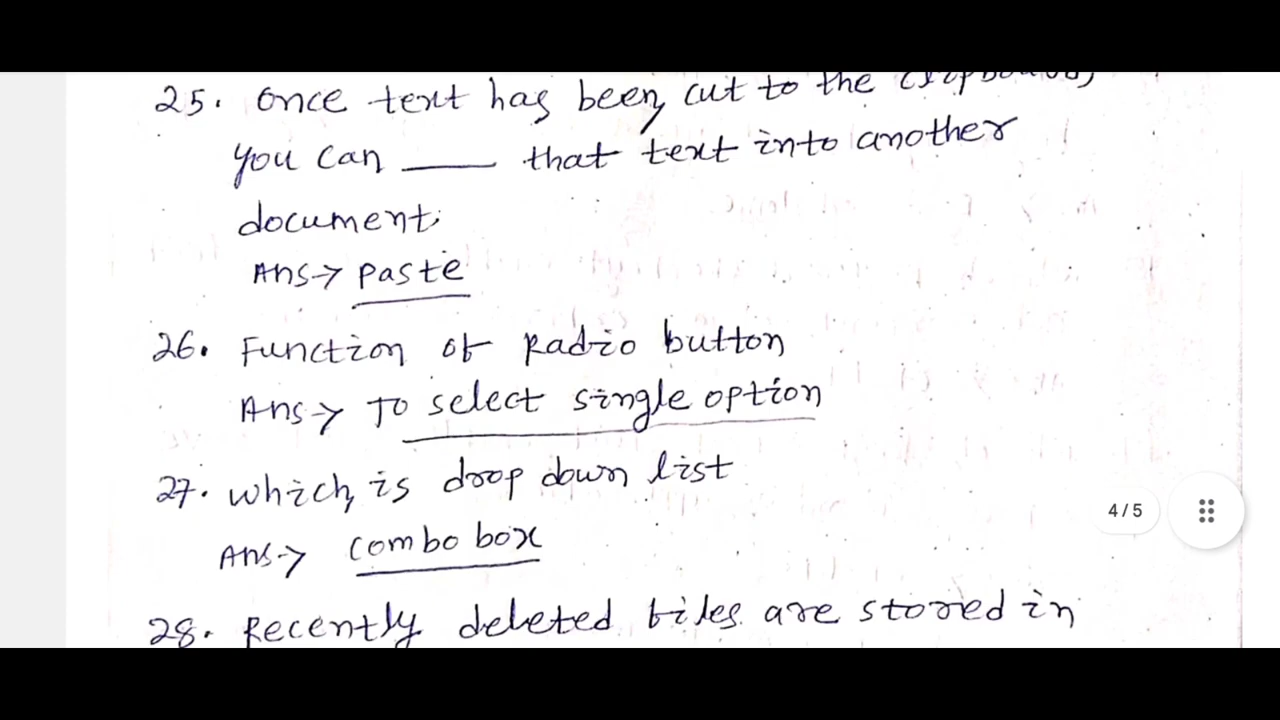 25. Once text has been cut to the clipboard,
you can ____ that text into another
document.
Ans→ paste
26. Function of Radio button
Ans→ To select single option
27. which is drop down list
4/5
Ans→ combo box
28. Recently deleted files are stored in